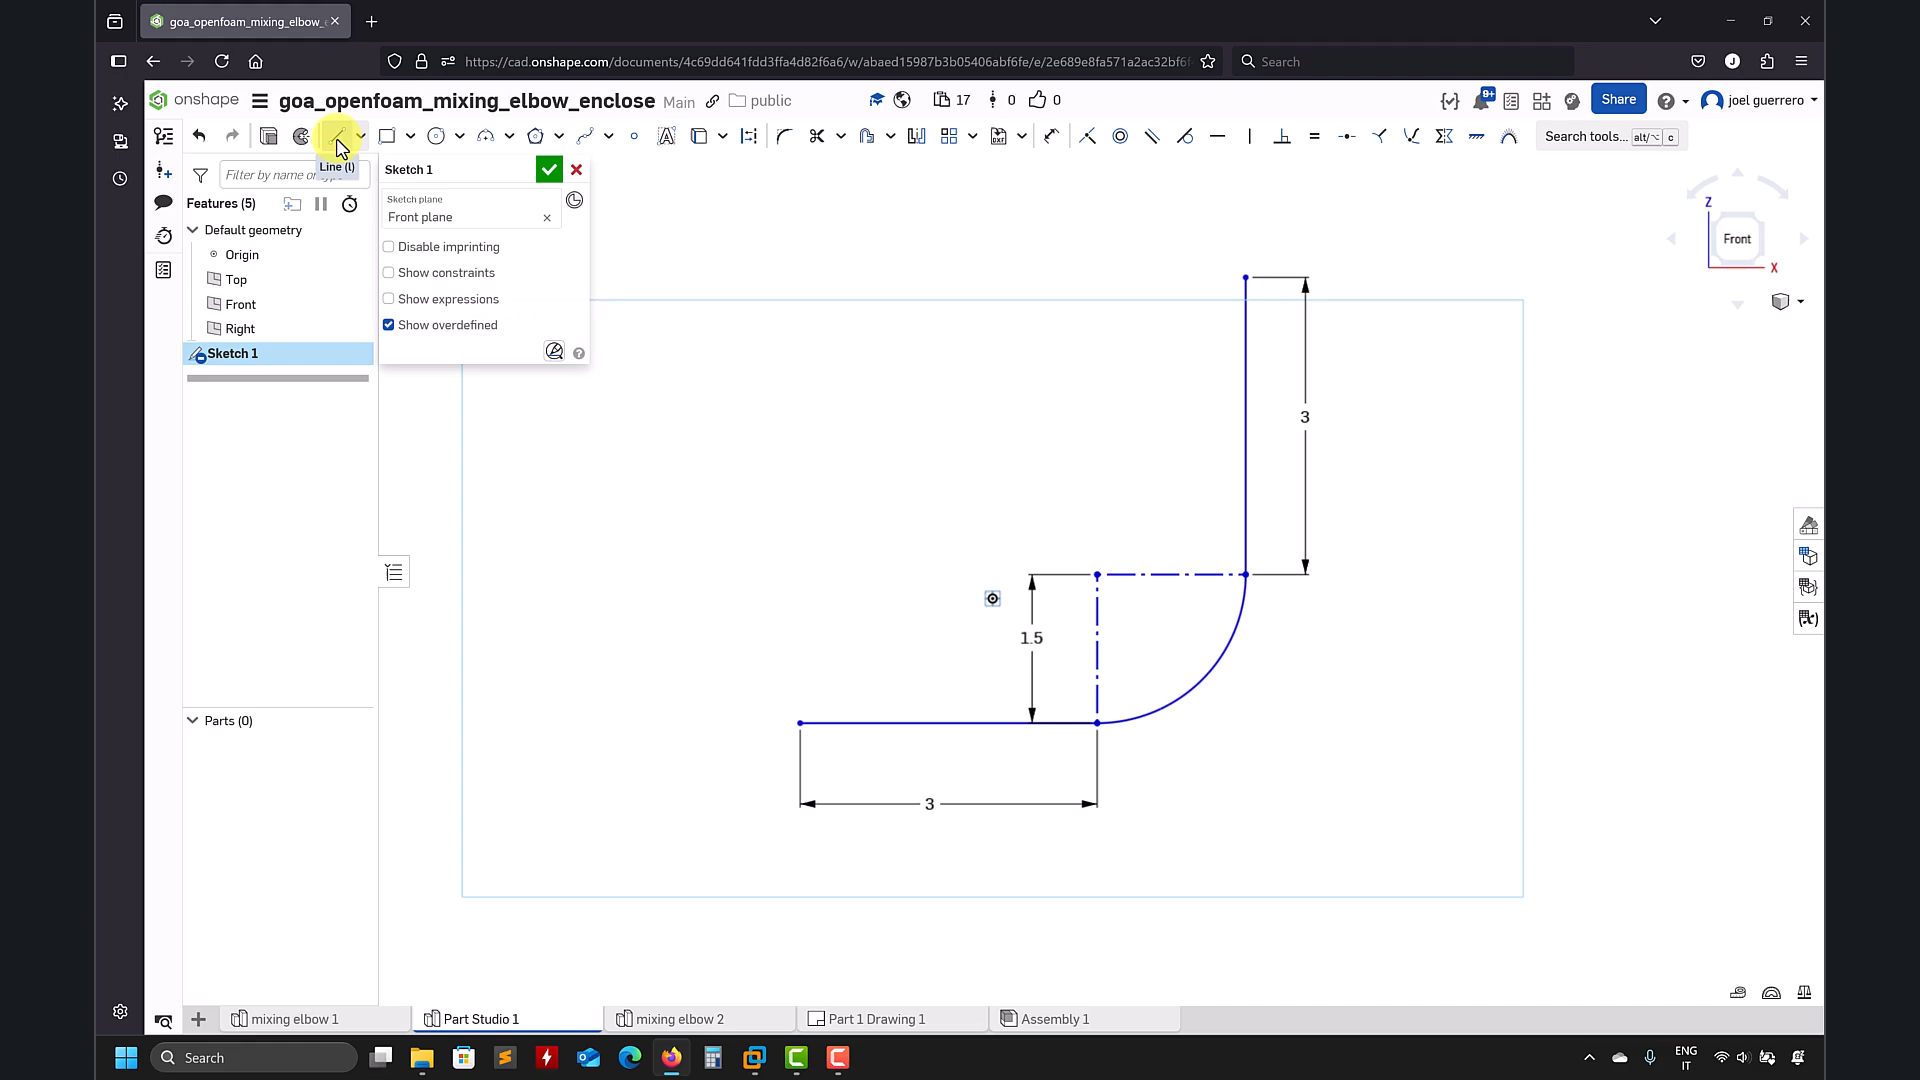 goa_openfoam_mixing_elbow_
https://cad.onshape.com/documents/4c69dd641fdd3ffa4d82f6a6/w/abaed15987b3b05406abf6fe/e/2e689e8fa571a2ac32bf6f
Search
onshape
goa_openfoam_mixing_elbow_enclose
Main
public
17
0
0
9+
Share
joel guerrero
Search tools...
alt/⌥
c
Line (l)
Filter by name or type
Features (5)
Default geometry
Origin
Top
Front
Right
Sketch 1
Parts (0)
Sketch 1
Sketch plane
Front plane
Disable imprinting
Show constraints
Show expressions
Show overdefined
3
1.5
3
Z
Front
X
mixing elbow 1
Part Studio 1
mixing elbow 2
Part 1 Drawing 1
Assembly 1
Search
ENG
IT